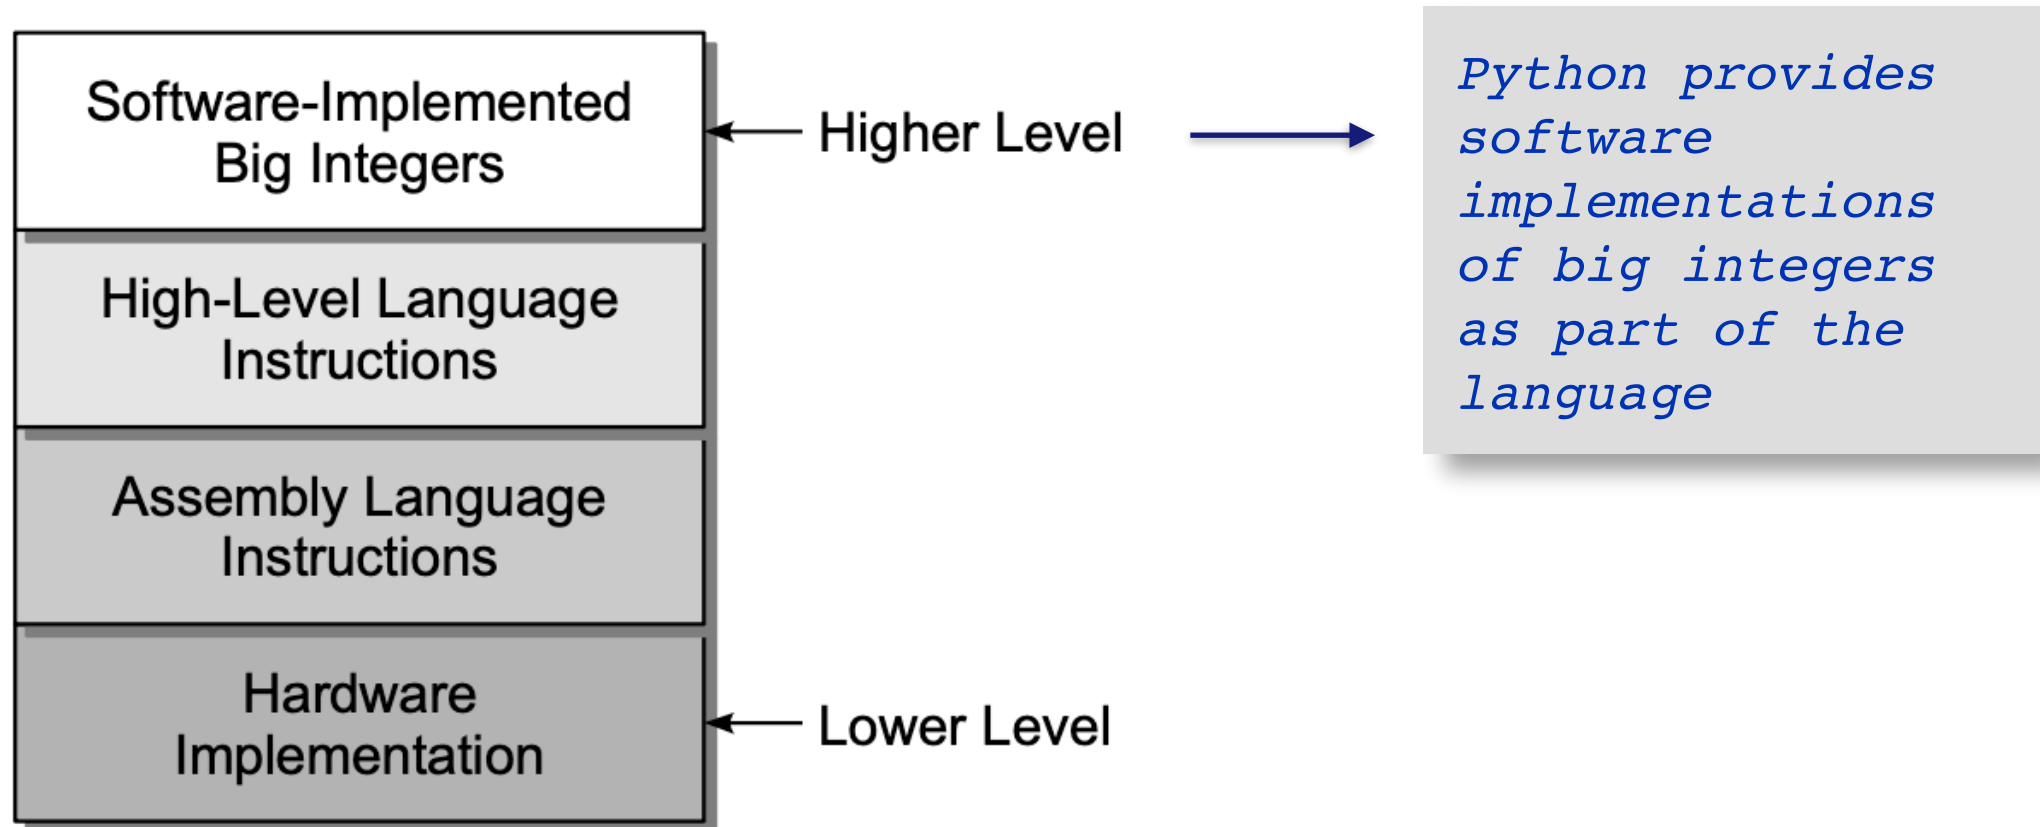 Software-Implemented
Big Integers
Higher Level
Python provides
software
implementations
of big integers
as part of the
language
High-Level Language
Instructions
Assembly Language
Instructions
Hardware
Implementation
Lower Level